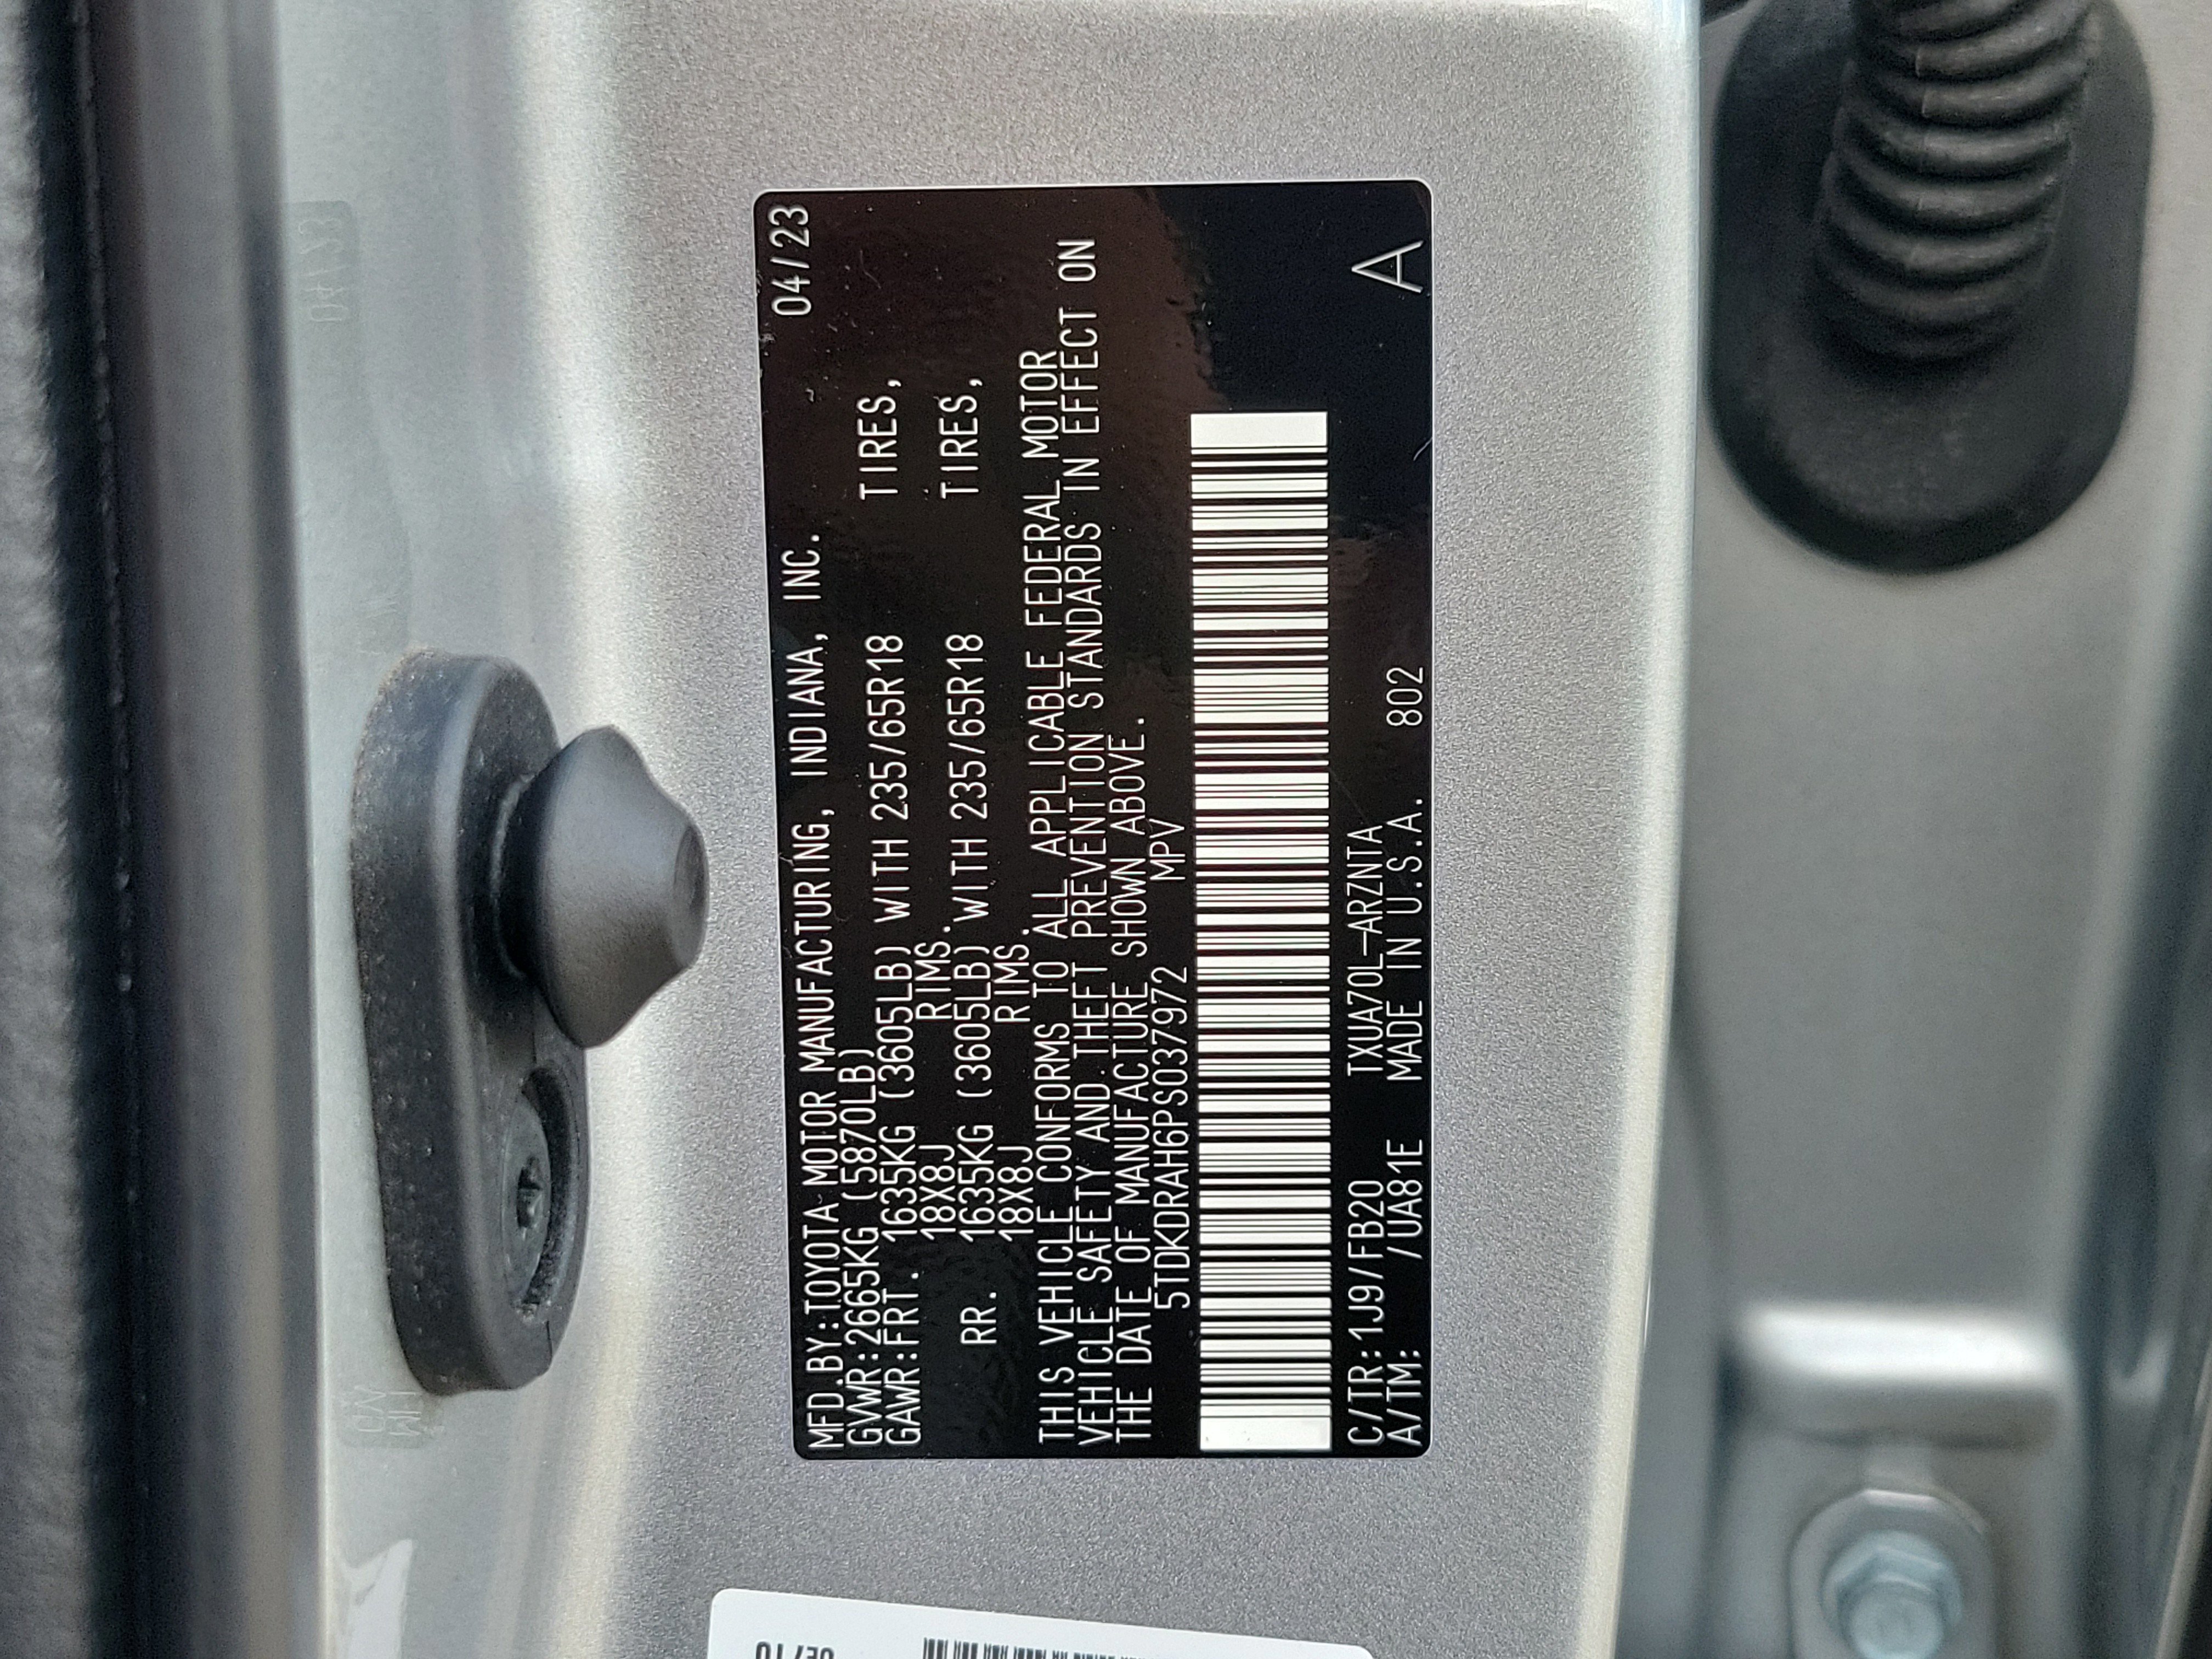 MFD.BY:TOYOTA MOTOR MANUFACTURING, INDIANA, INC. 04/23
GVWR:2665KG (5870LB)
GAWR:FRT. 1635KG (3605LB) WITH 235/65R18 TIRES,
18X8J RIMS.
RR. 1635KG (3605LB) WITH 235/65R18 TIRES,
18X8J RIMS.
THIS VEHICLE CONFORMS TO ALL APPLICABLE FEDERAL MOTOR
VEHICLE SAFETY AND THEFT PREVENTION STANDARDS IN EFFECT ON
THE DATE OF MANUFACTURE SHOWN ABOVE.
5TDKDRAH6PS037972 MPV
C/TR:1J9/FB20 TXUA70L-ARZNTA
A/TM: /UA81E MADE IN U.S.A. 802 A